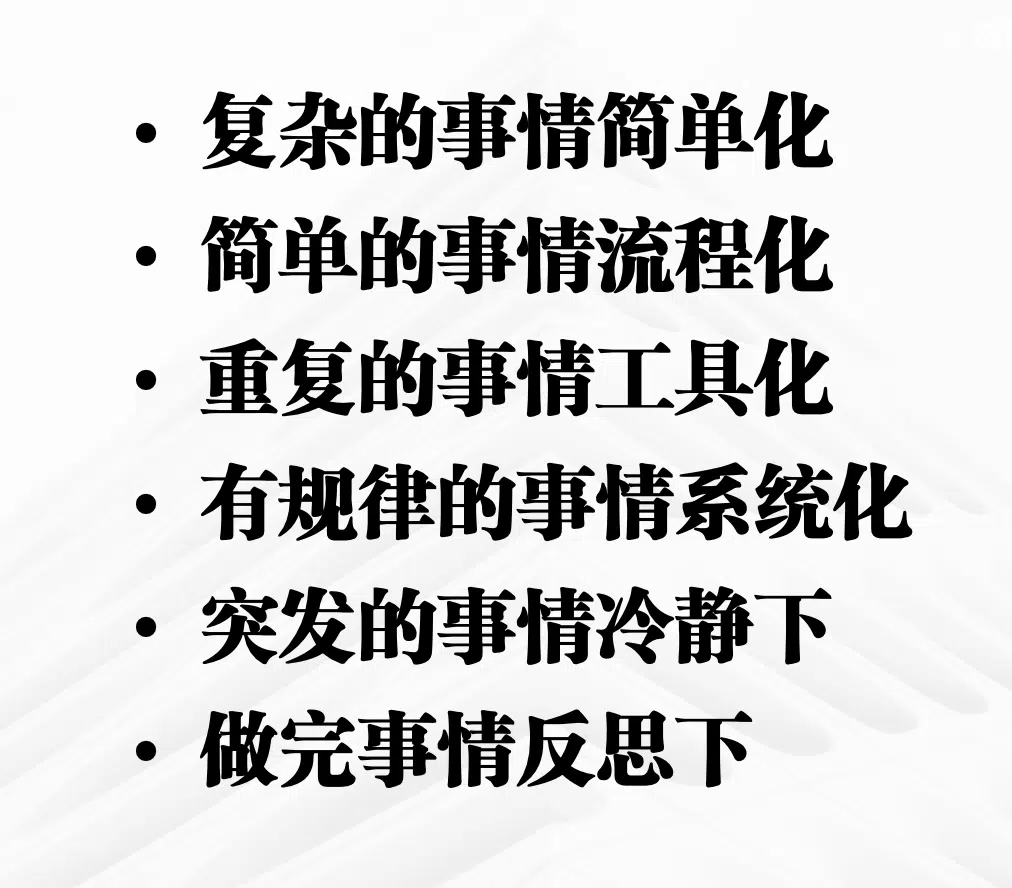 • 复杂的事情简单化
• 简单的事情流程化
• 重复的事情工具化
• 有规律的事情系统化
• 突发的事情冷静下
• 做完事情反思下